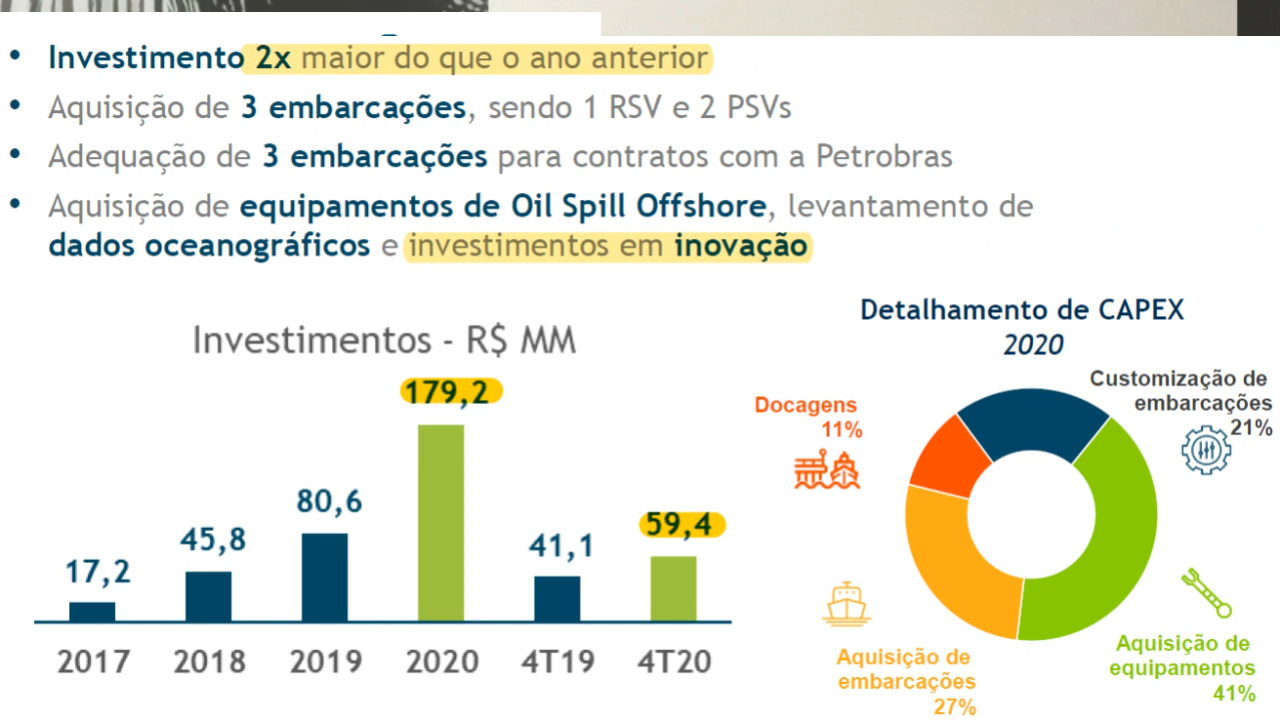 • Investimento 2x maior do que o ano anterior
• Aquisição de 3 embarcações, sendo 1 RSV e 2 PSVs
• Adequação de 3 embarcações para contratos com a Petrobras
• Aquisição de equipamentos de Oil Spill Offshore, levantamento de
dados oceanográficos e investimentos em inovação
Investimentos - R$ MM
179,2
80,6
59,4
45,8
41,1
17,2
2017 2018 2019 2020 4T19 4T20
Detalhamento de CAPEX
2020
Customização de
embarcações
21%
Docagens
11%
Aquisição de
equipamentos
41%
Aquisição de
embarcações
27%